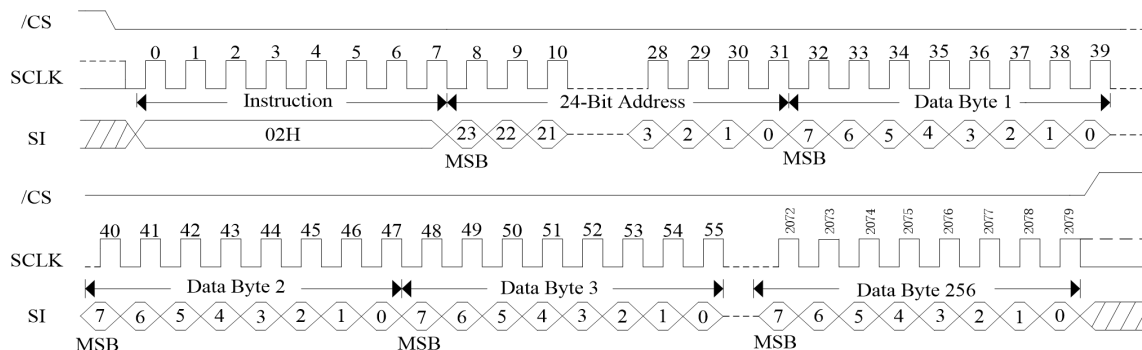 /CS
0 1 2 3 4 5 6 7 8 9 10 28 29 30 31 32 33 34 35 36 37 38 39
SCLK
Instruction 24-Bit Address Data Byte 1
SI 02H 23 22 21 3 2 1 0 7 6 5 4 3 2 1 0
MSB MSB
/CS
40 41 42 43 44 45 46 47 48 49 50 51 52 53 54 55 2072 2073 2074 2075 2076 2077 2078 2079
SCLK
Data Byte 2 Data Byte 3 Data Byte 256
SI 7 6 5 4 3 2 1 0 7 6 5 4 3 2 1 0 7 6 5 4 3 2 1 0
MSB MSB MSB